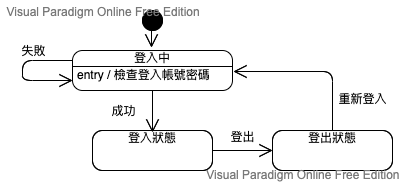 Visual Paradigm Online Free Edition
失敗
登入中
entry / 檢查登入帳號密碼
成功
重新登入
登入狀態
登出
登出狀態
Visual Paradigm Online Free Edition